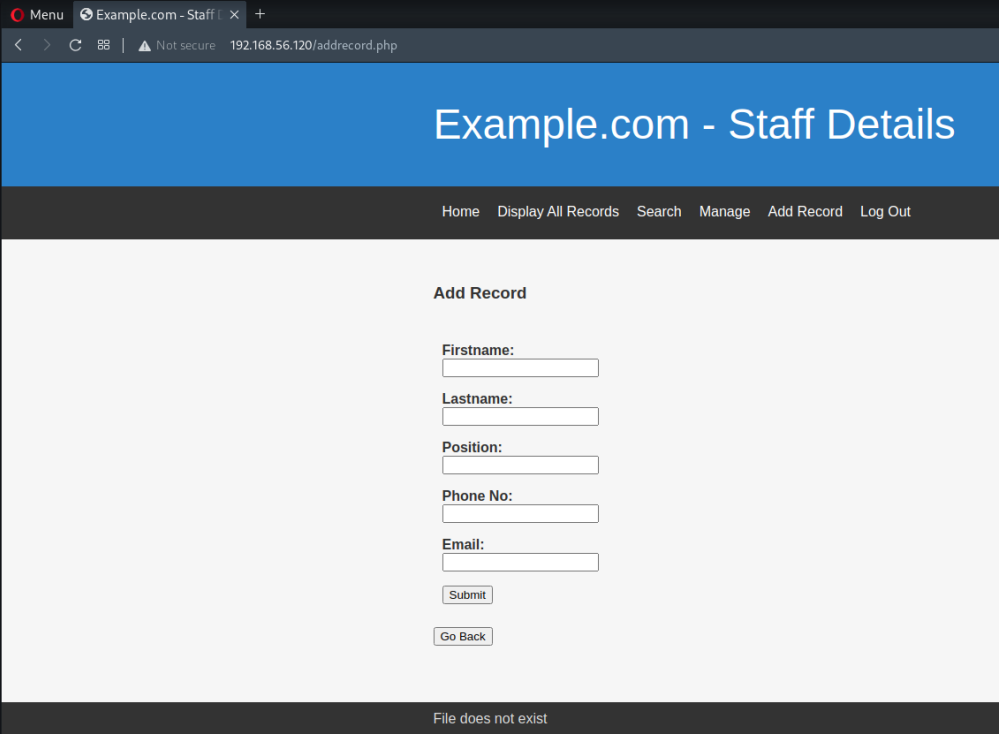 Menu Example.com - Staff
Not secure 192.168.56.120/addrecord.php
Example.com - Staff Details
Home Display All Records Search Manage Add Record Log Out
Add Record
Firstname:
Lastname:
Position:
Phone No:
Email:
Submit
Go Back
File does not exist